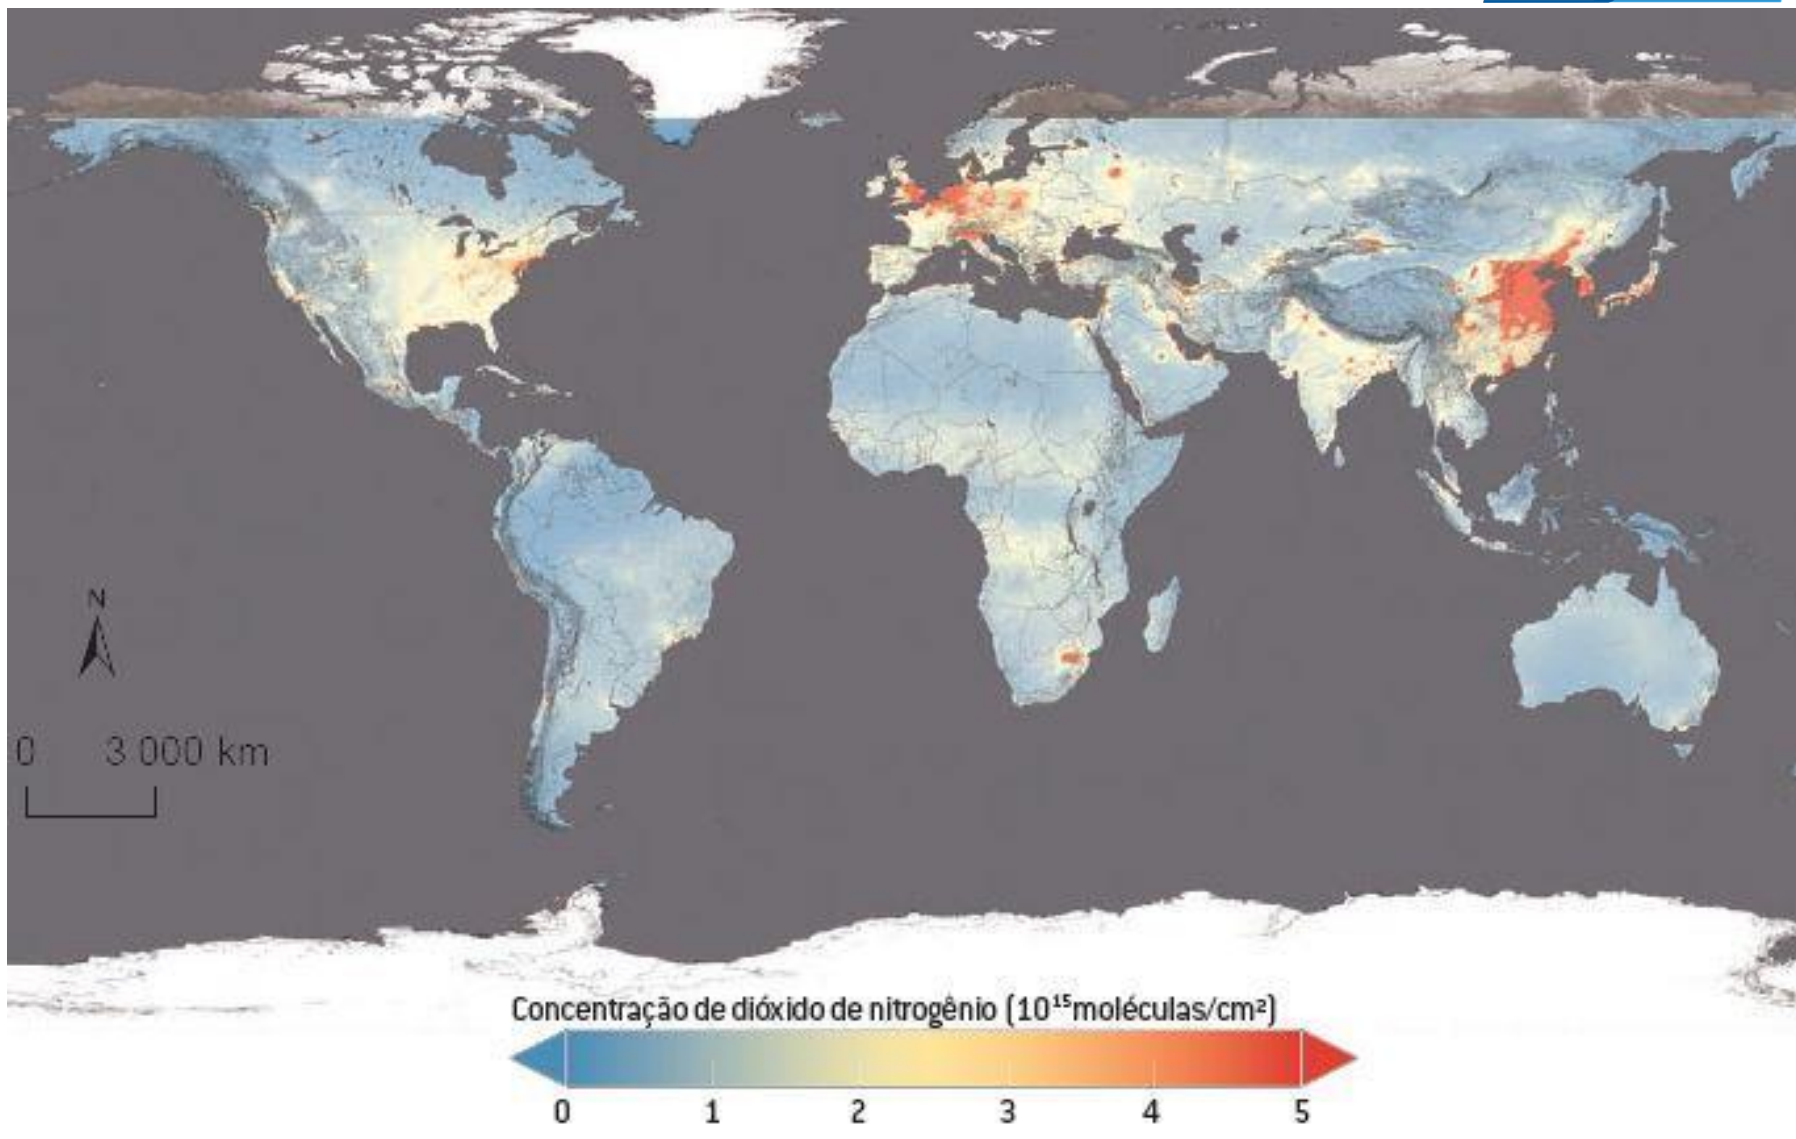 N
0 3 000 km
Concentração de dióxido de nitrogênio (10¹⁵moléculas/cm²)
0 1 2 3 4 5